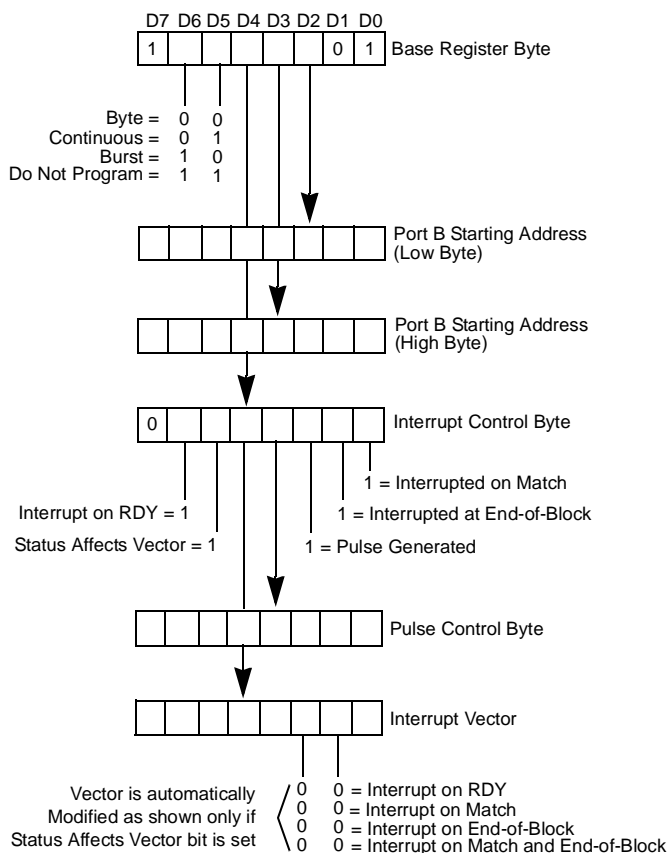 D7 D6 D5 D4 D3 D2 D1 D0
1 0 1 Base Register Byte
Byte = 0 0
Continuous = 0 1
Burst = 1 0
Do Not Program = 1 1
Port B Starting Address
(Low Byte)
Port B Starting Address
(High Byte)
0 Interrupt Control Byte
1 = Interrupted on Match
Interrupt on RDY = 1
1 = Interrupted at End-of-Block
Status Affects Vector = 1
1 = Pulse Generated
Pulse Control Byte
Interrupt Vector
Vector is automatically
Modified as shown only if
Status Affects Vector bit is set
0 0 = Interrupt on RDY
0 0 = Interrupt on Match
0 0 = Interrupt on End-of-Block
0 0 = Interrupt on Match and End-of-Block